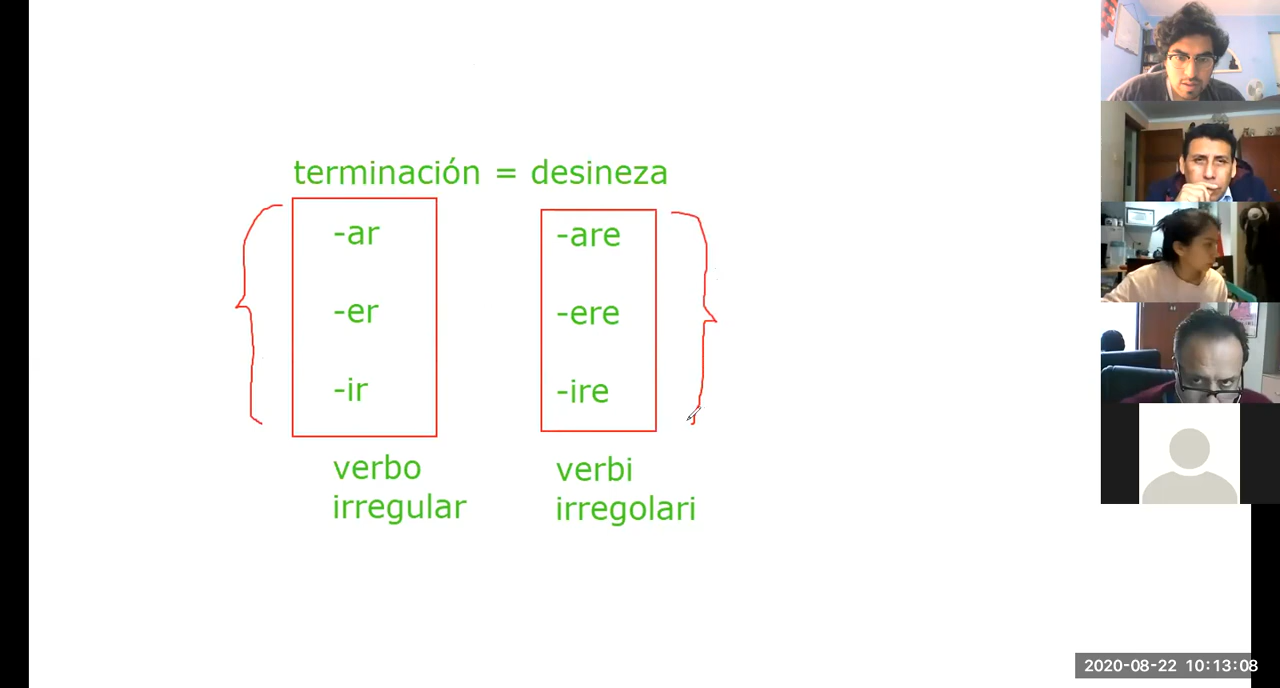 terminación = desineza
-ar
-are
-er
-ere
-ir
-ire
verbo
irregular
verbi
irregolari
2020-08-22 10:13:08